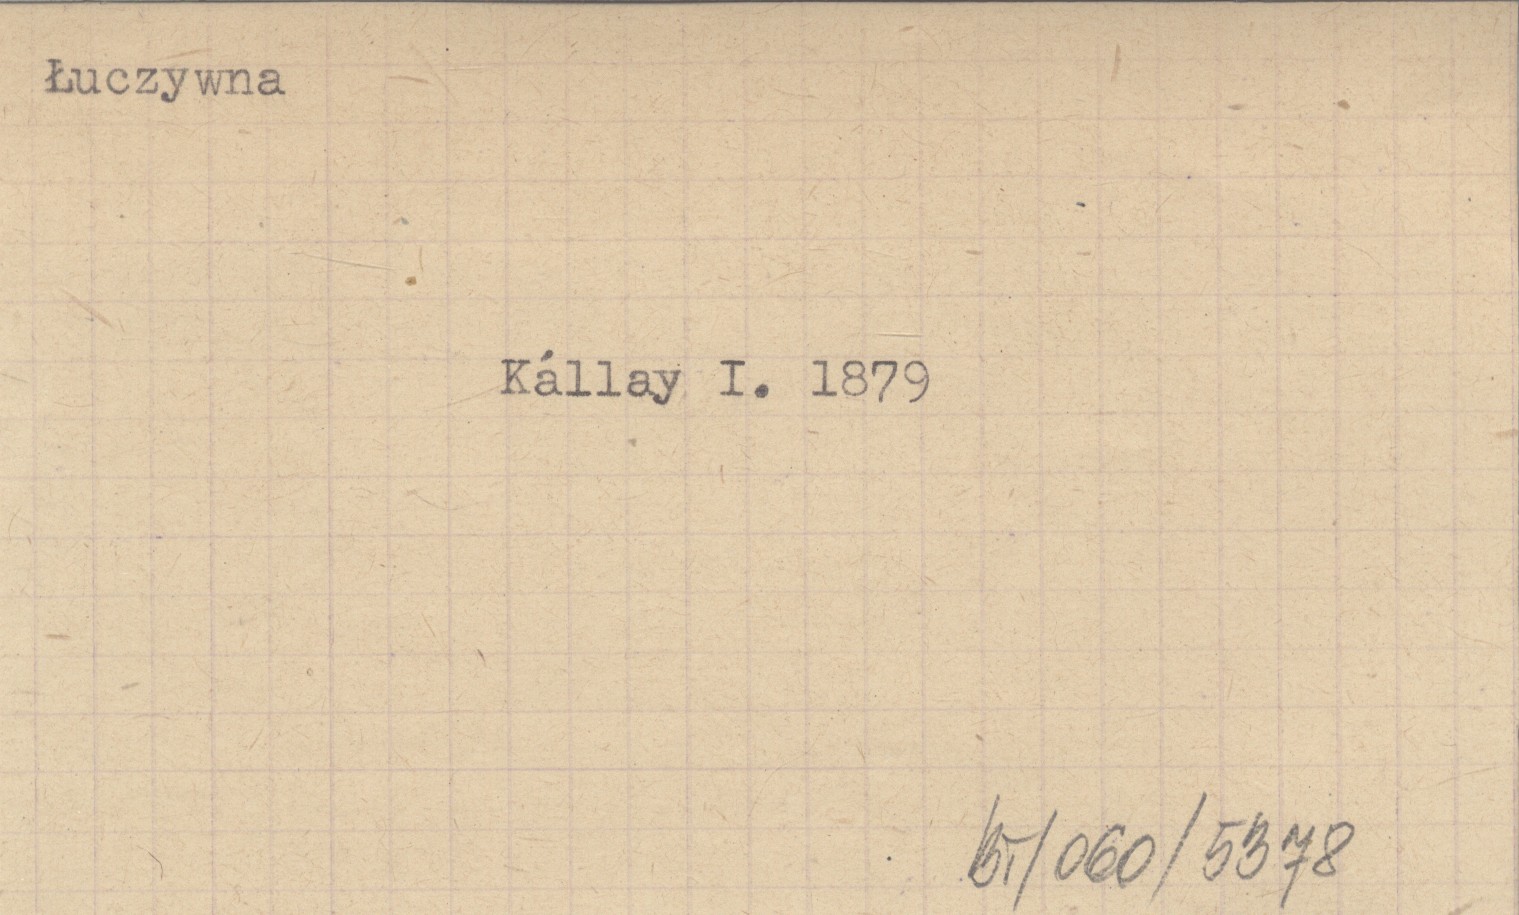 Łuczywna
Kállay I. 1879
BT/060/5378